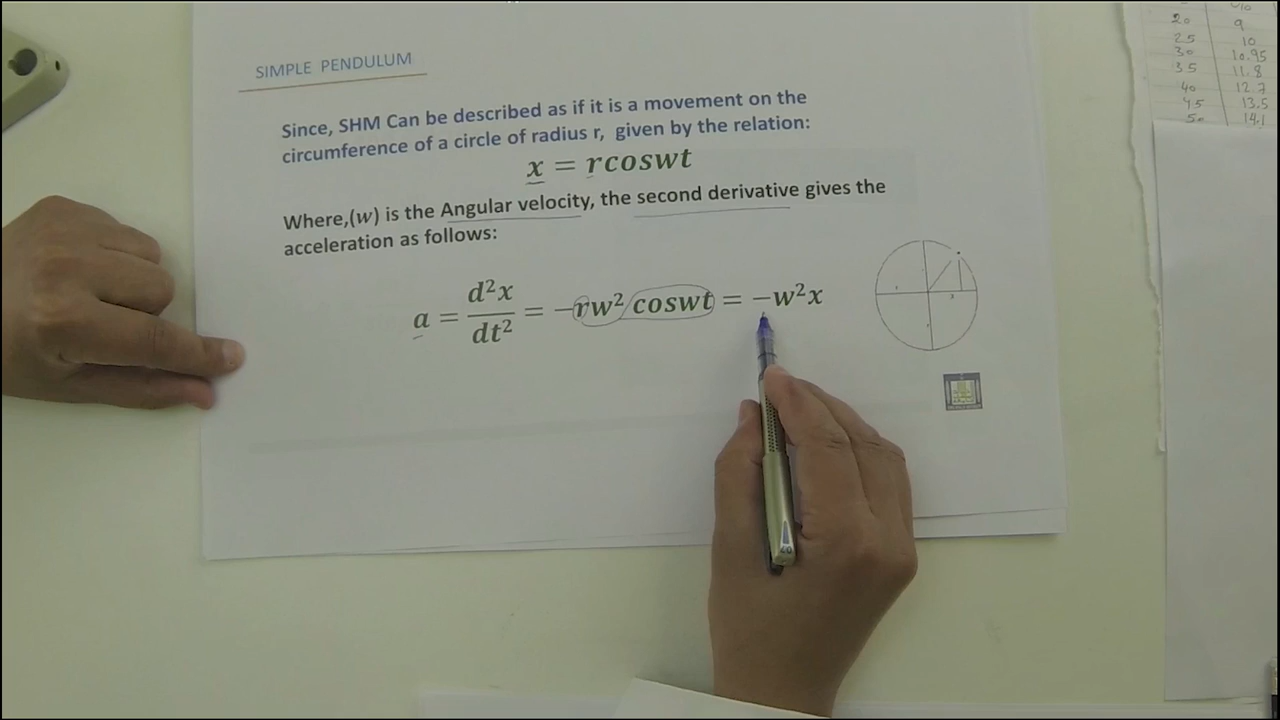 SIMPLE PENDULUM
Since, SHM Can be described as if it is a movement on the
circumference of a circle of radius r, given by the relation:
x = rcoswt
Where,(w) is the Angular velocity, the second derivative gives the
acceleration as follows:
a = d²x/dt² = −rw² coswt = −w²x
20 9
25 10
30 10.95
35 11.8
40 12.7
45 13.5
50 14.1